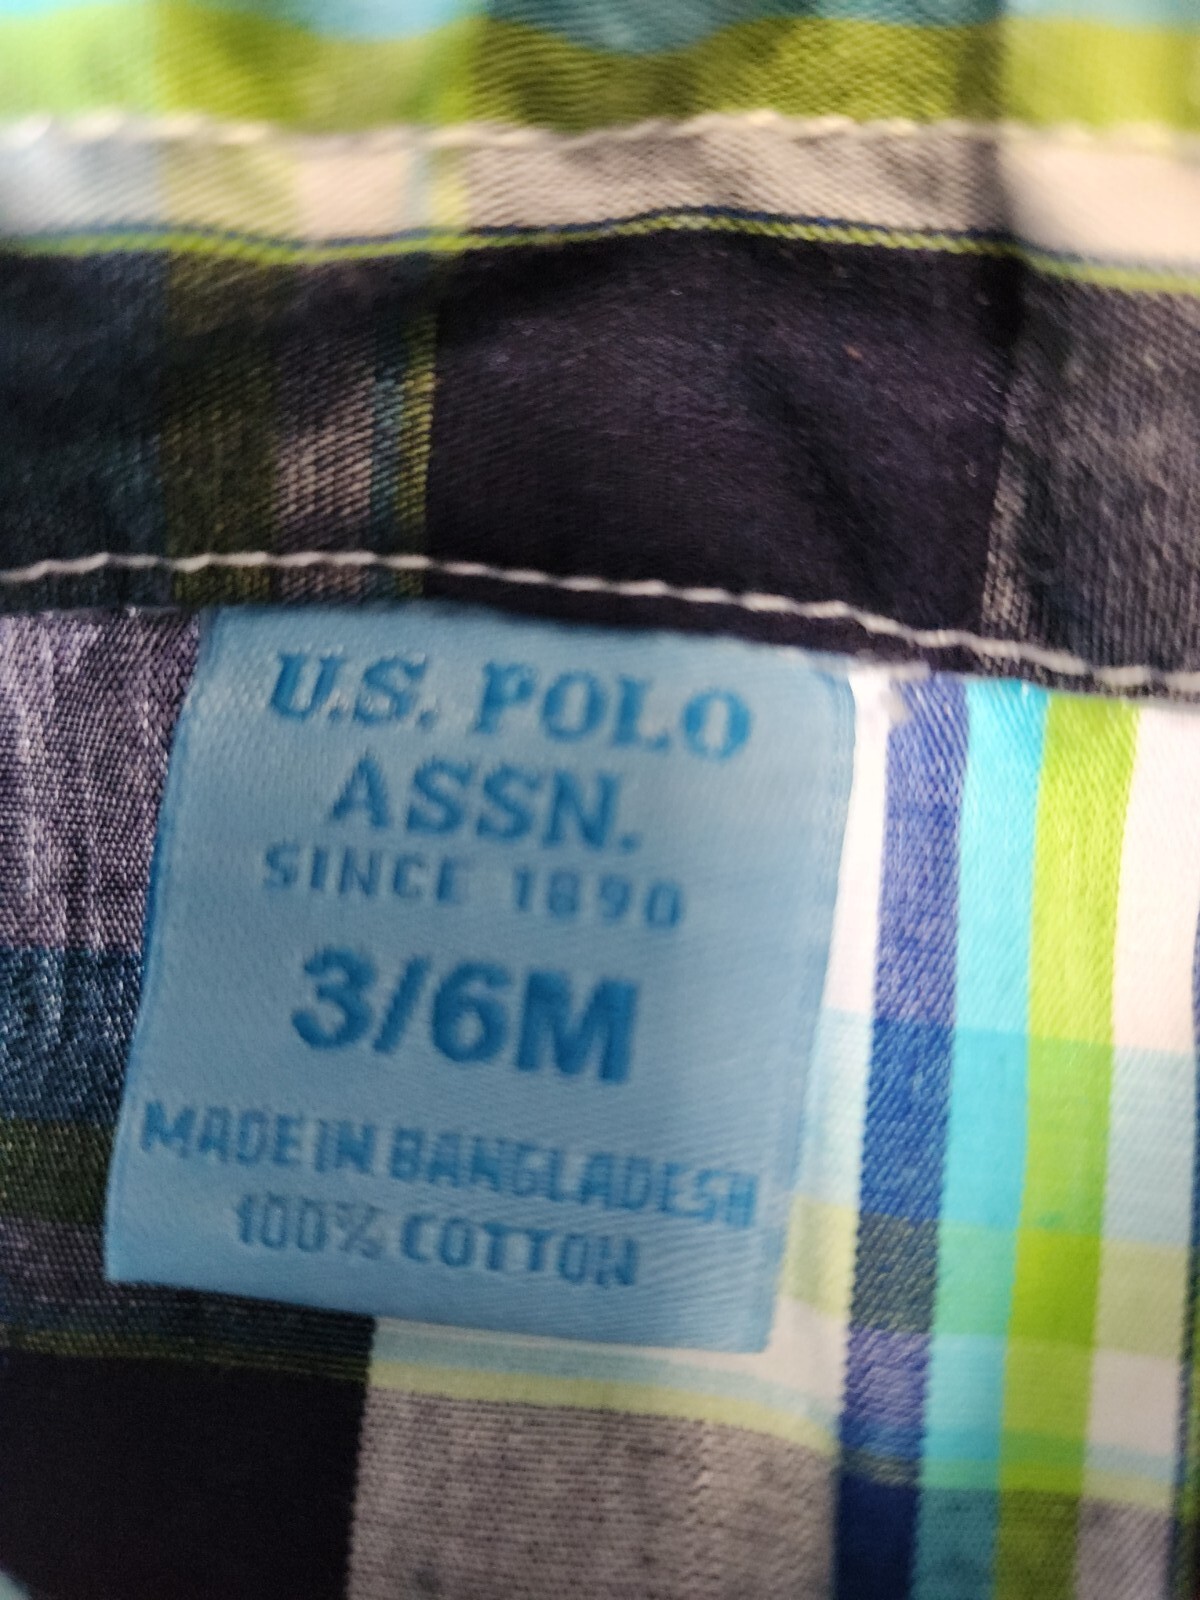 U.S. POLO
ASSN.
SINCE 1890
3/6M
MADE IN BANGLADESH
100% COTTON